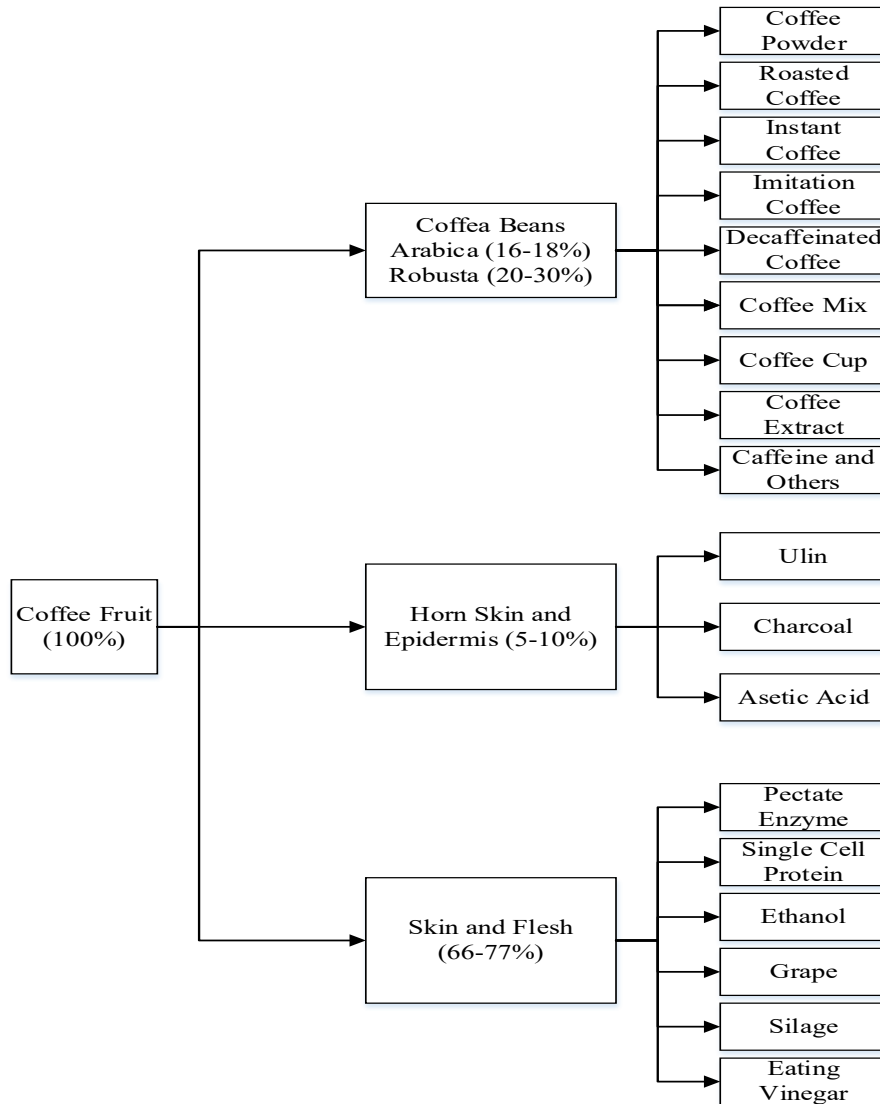 Coffee Fruit
(100%)
Coffea Beans
Arabica (16-18%)
Robusta (20-30%)
Coffee
Powder
Roasted
Coffee
Instant
Coffee
Imitation
Coffee
Decaffeinated
Coffee
Coffee Mix
Coffee Cup
Coffee
Extract
Caffeine and
Others
Horn Skin and
Epidermis (5-10%)
Ulin
Charcoal
Asetic Acid
Skin and Flesh
(66-77%)
Pectate
Enzyme
Single Cell
Protein
Ethanol
Grape
Silage
Eating
Vinegar